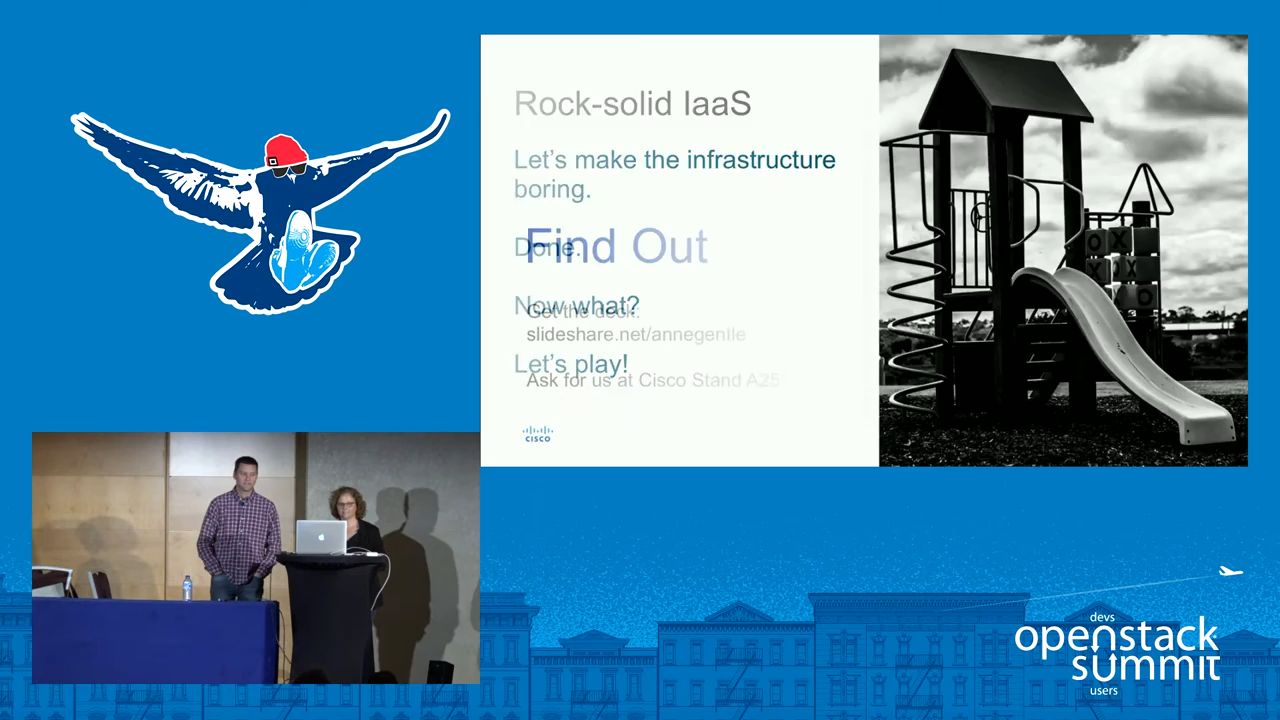 Rock-solid IaaS
Let's make the infrastructure
boring.
Done.
Find Out
Now what?
Get the deck:
slideshare.net/annegentle
Let's play!
Ask for us at Cisco Stand A25
CISCO
O X
X O X
X O
devs
openstack
summit
users